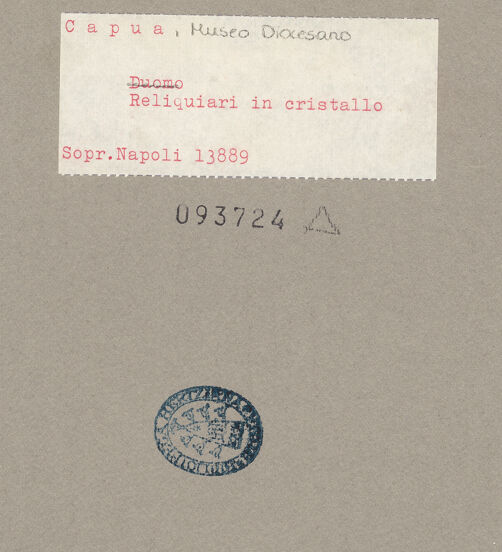 C a p u a , Museo Diocesano
Duomo
Reliquiari in cristallo
Sopr.Napoli 13889
093724